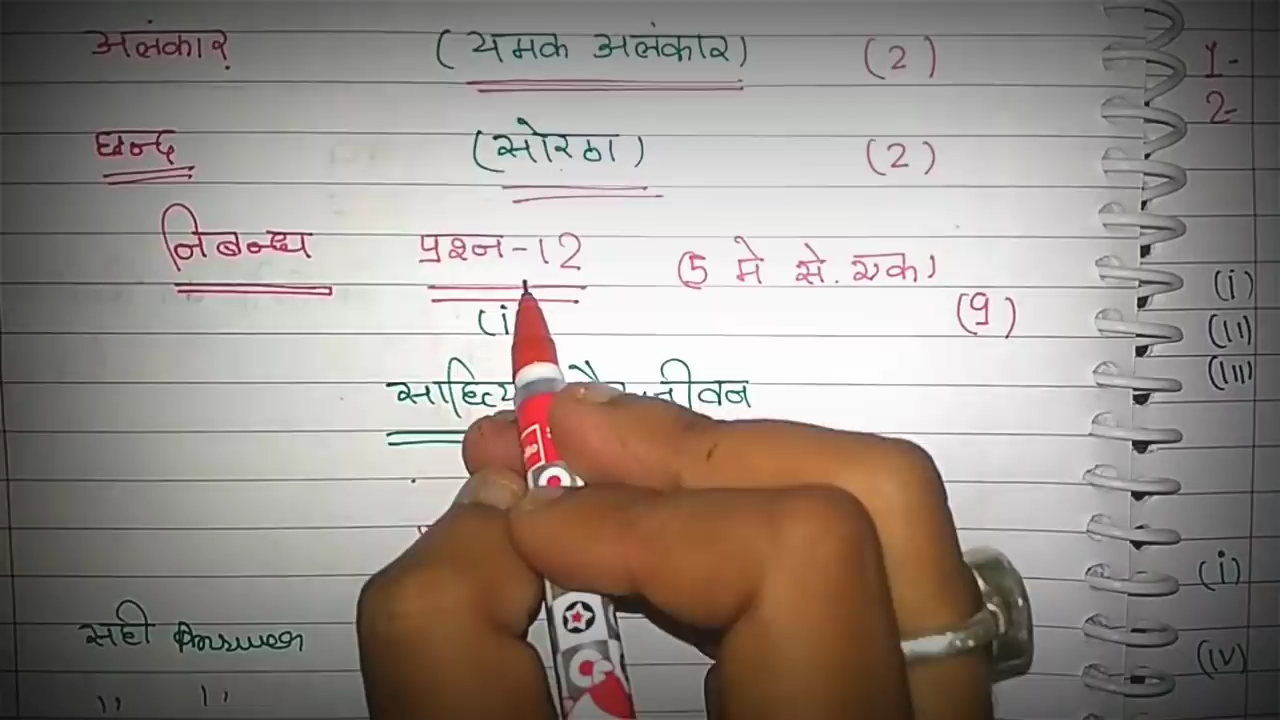 अलंकार (यमक अलंकार) (2)
छन्द (सोरठा) (2)
निबन्ध प्रश्न-12 (5 मे से. एक)
(9)
(i
साहित्य जीवन
सही Answer
,, ,,
1-
2-
(i)
(ii)
(iii)
(i)
(iv)